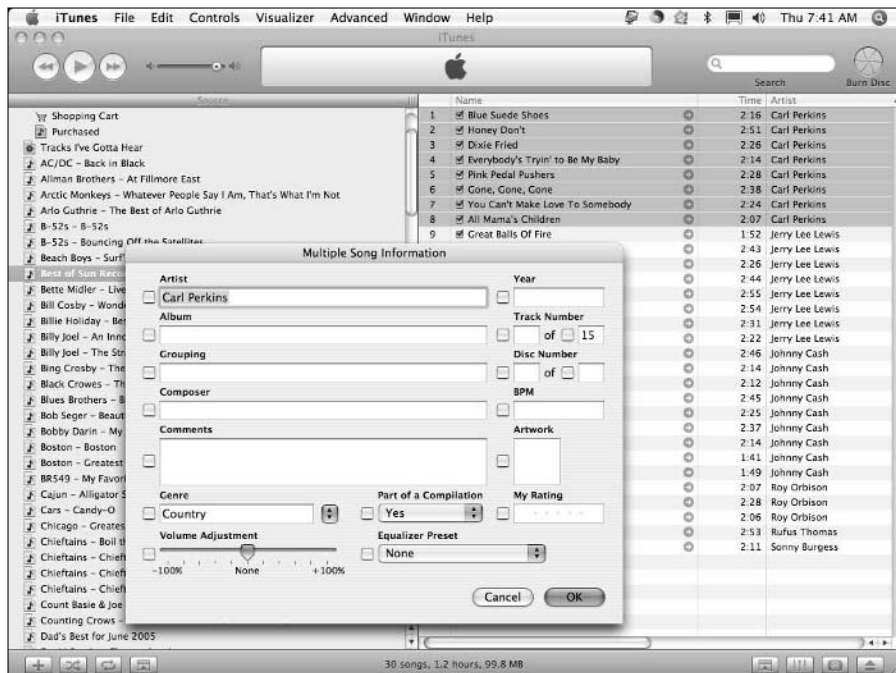 iTunes File Edit Controls Visualizer Advanced Window Help Thu 7:41 AM
iTunes
Search
Burn Disc
Source
Shopping Cart
Purchased
Tracks I've Gotta Hear
AC/DC – Back in Black
Allman Brothers – At Fillmore East
Arctic Monkeys – Whatever People Say I Am, That's What I'm Not
Arlo Guthrie – The Best of Arlo Guthrie
B-52s – B-52s
B-52s – Bouncing Off the Satellites
Beach Boys – Surf'
Best of Sun Reco
Bette Midler – Live
Bill Cosby – Wond
Billie Holiday – Be
Billy Joel – An Inno
Billy Joel – The Str
Bing Crosby – The
Black Crowes – Th
Blues Brothers – B
Bob Seger – Beaut
Bobby Darin – My
Boston – Boston
Boston – Greatest
BR549 – My Favori
Cajun – Alligator S
Cars – Candy-O
Chicago – Greates
Chieftains – Boil th
Chieftains – Chieft
Chieftains – Chieft
Chieftains – Chieft
Count Basie & Joe
Counting Crows –
Dad's Best for June 2005
Name Time Artist
1 Blue Suede Shoes 2:16 Carl Perkins
2 Honey Don't 2:51 Carl Perkins
3 Dixie Fried 2:26 Carl Perkins
4 Everybody's Tryin' to Be My Baby 2:14 Carl Perkins
5 Pink Pedal Pushers 2:28 Carl Perkins
6 Gone, Gone, Gone 2:38 Carl Perkins
7 You Can't Make Love To Somebody 2:24 Carl Perkins
8 All Mama's Children 2:07 Carl Perkins
9 Great Balls Of Fire 1:52 Jerry Lee Lewis
2:43 Jerry Lee Lewis
2:26 Jerry Lee Lewis
2:44 Jerry Lee Lewis
2:55 Jerry Lee Lewis
2:54 Jerry Lee Lewis
2:31 Jerry Lee Lewis
2:22 Jerry Lee Lewis
2:46 Johnny Cash
2:14 Johnny Cash
2:12 Johnny Cash
2:45 Johnny Cash
2:25 Johnny Cash
2:37 Johnny Cash
2:14 Johnny Cash
1:41 Johnny Cash
1:49 Johnny Cash
2:07 Roy Orbison
2:28 Roy Orbison
2:06 Roy Orbison
2:53 Rufus Thomas
2:11 Sonny Burgess
Multiple Song Information
Artist Year
Carl Perkins
Album Track Number
of 15
Grouping Disc Number
of
Composer BPM
Comments Artwork
Genre Part of a Compilation My Rating
Country Yes
Volume Adjustment Equalizer Preset
None
-100% None +100%
Cancel OK
30 songs, 1.2 hours, 99.8 MB